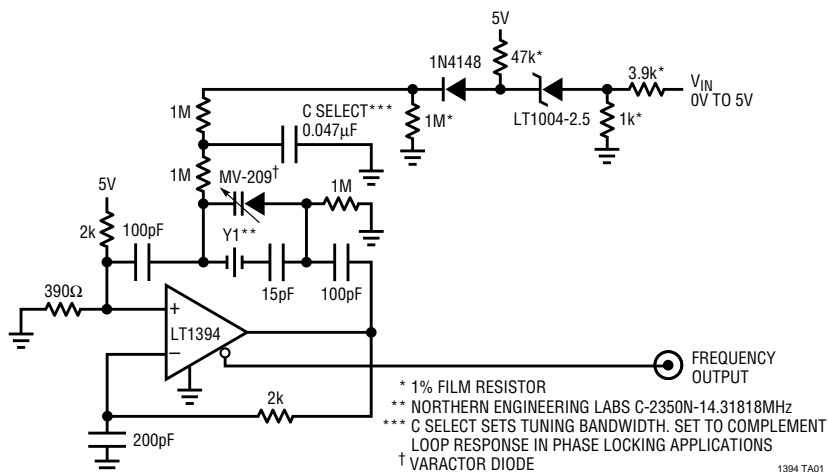 5V
1N4148
47k*
3.9k*
VIN
0V TO 5V
1M
C SELECT***
0.047µF
1M*
LT1004-2.5
1k*
1M
MV-209†
1M
5V
2k
100pF
Y1**
15pF
100pF
390Ω
+
LT1394
−
FREQUENCY
OUTPUT
2k
200pF
* 1% FILM RESISTOR
** NORTHERN ENGINEERING LABS C-2350N-14.31818MHz
*** C SELECT SETS TUNING BANDWIDTH. SET TO COMPLEMENT
LOOP RESPONSE IN PHASE LOCKING APPLICATIONS
† VARACTOR DIODE
1394 TA01